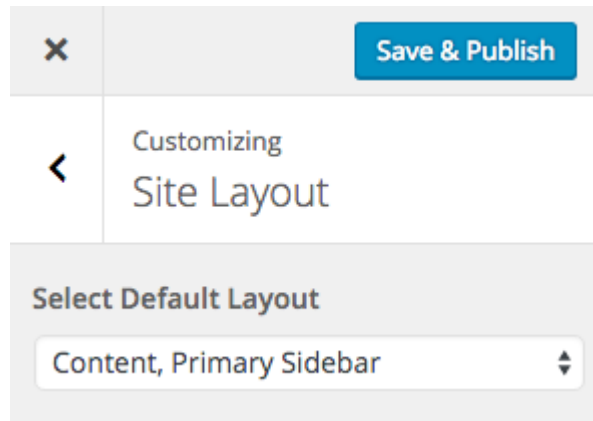 Save & Publish
Customizing
Site Layout
Select Default Layout
Content, Primary Sidebar